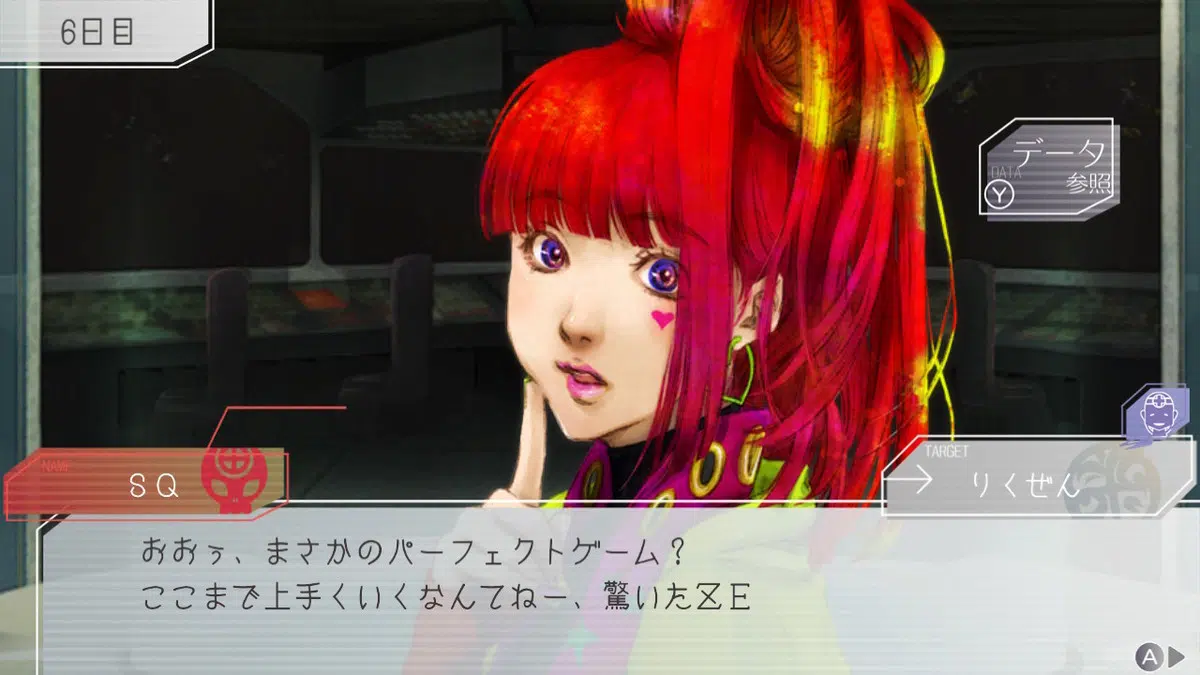 6日目
データ
DATA
参照
Y
NAME
SQ
TARGET
りくぜん
おおぅ、まさかのパーフェクトゲーム？
ここまで上手くいくなんてねー、驚いたＺＥ
A